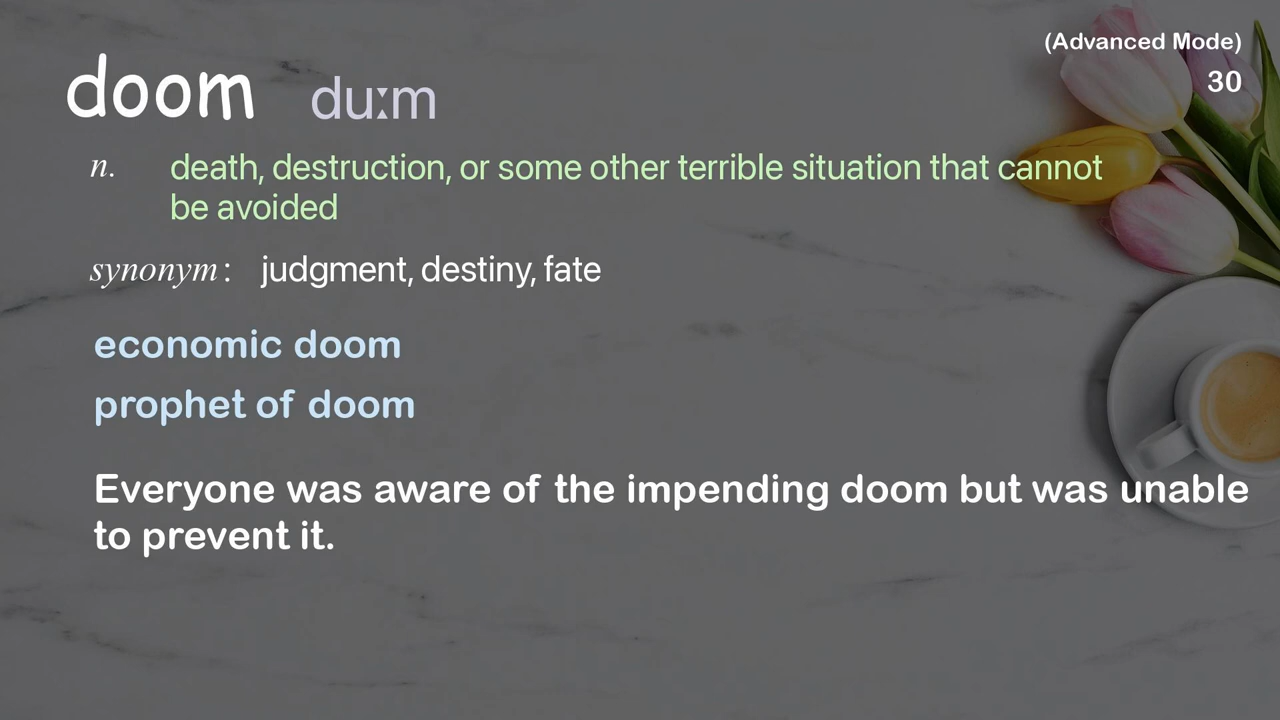 (Advanced Mode)
30
doom duːm
n. death, destruction, or some other terrible situation that cannot
be avoided
synonym: judgment, destiny, fate
economic doom
prophet of doom
Everyone was aware of the impending doom but was unable
to prevent it.